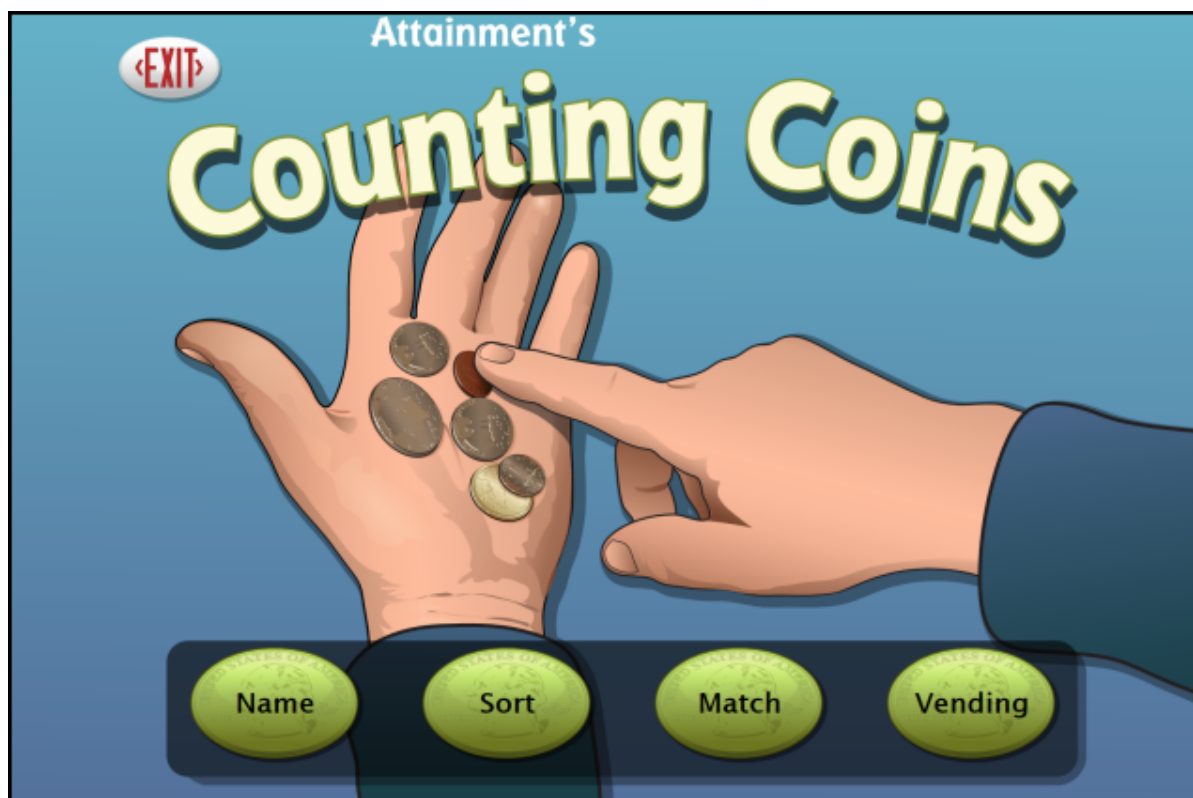 Attainment's
‹EXIT›
Counting Coins
Name
Sort
Match
Vending